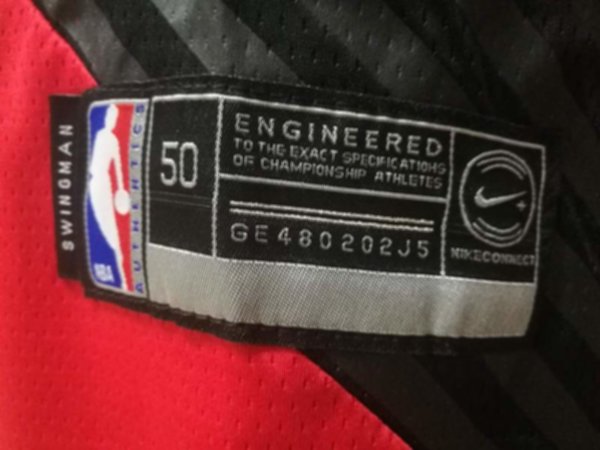 SWINGMAN
NBA
AUTHENTICS
50
ENGINEERED
TO THE EXACT SPECIFICATIONS
OF CHAMPIONSHIP ATHLETES
GE480202J5
NIKECONNECT